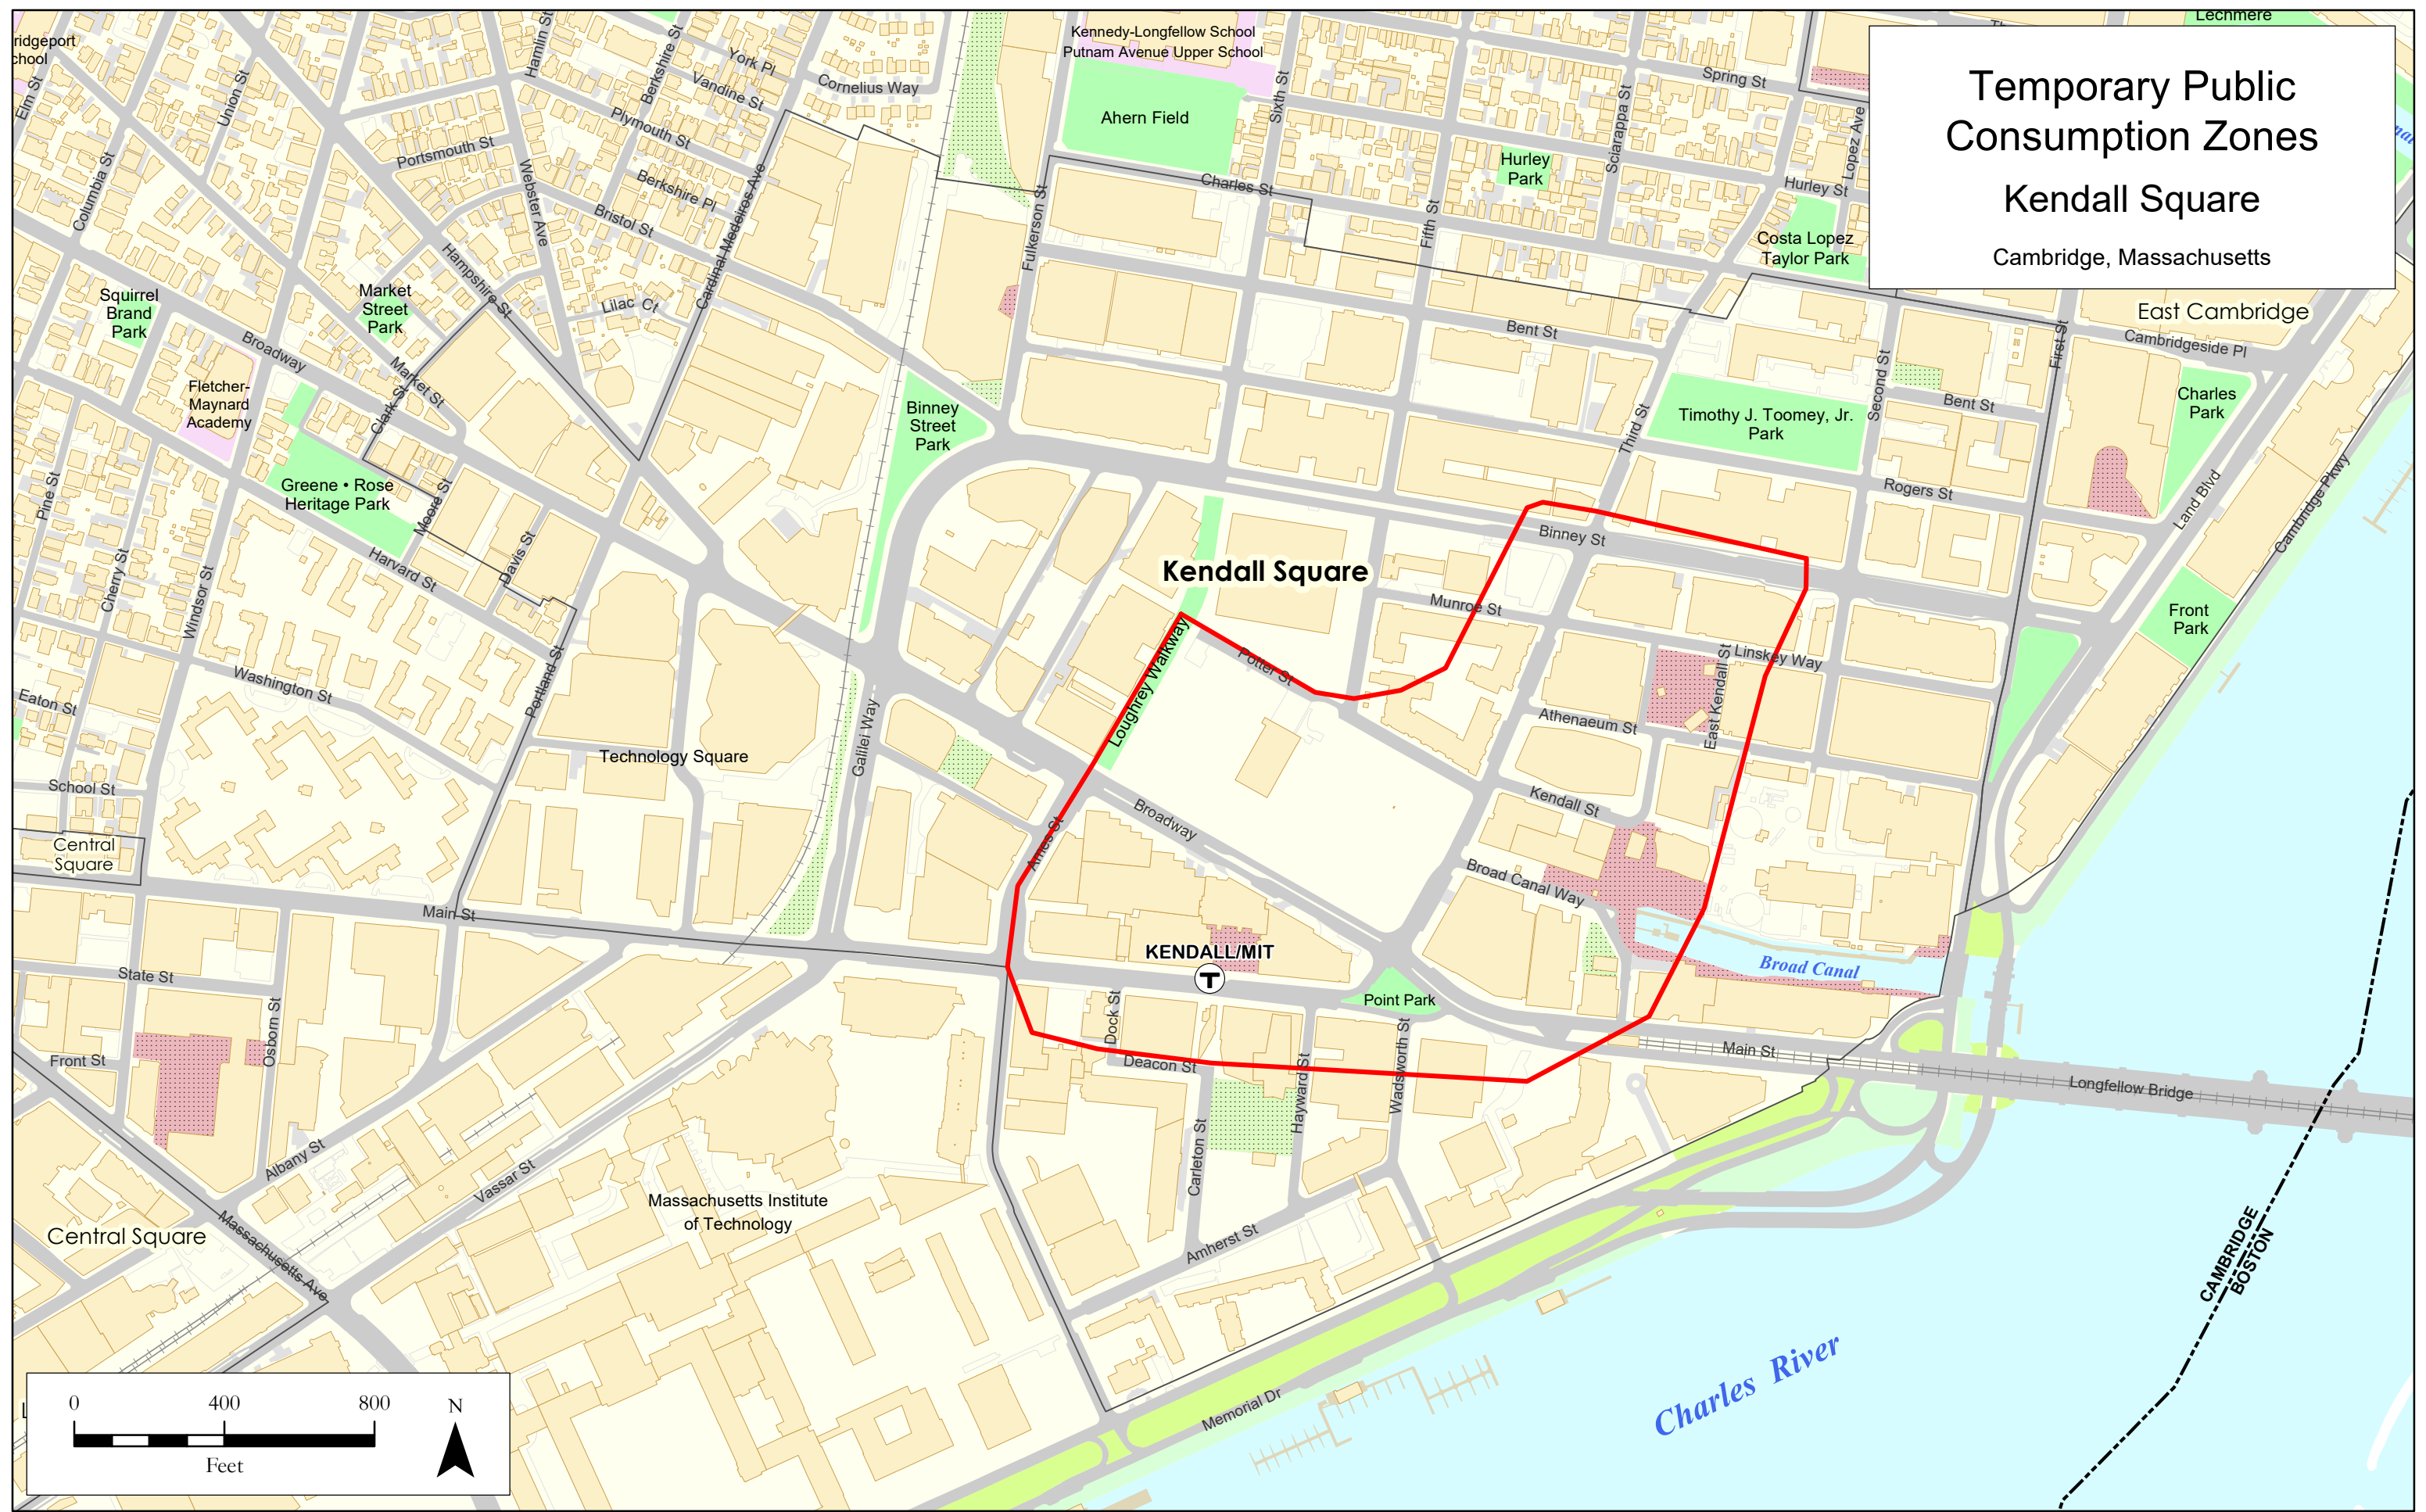 Temporary Public
Consumption Zones
Kendall Square
Cambridge, Massachusetts
Lechmere
Kennedy-Longfellow School
Putnam Avenue Upper School
ridgeport
chool
Elm St
Columbia St
Union St
Hamlin St
Berkshire St
York Pl
Vandine St
Cornelius Way
Plymouth St
Portsmouth St
Webster Ave
Berkshire Pl
Bristol St
Cardinal Medeiros Ave
Hampshire St
Lilac Ct
Ahern Field
Sixth St
Charles St
Fulkerson St
Hurley
Park
Fifth St
Sciarappa St
Spring St
Lopez Ave
Hurley St
Costa Lopez
Taylor Park
East Cambridge
Squirrel
Brand
Park
Market
Street
Park
Broadway
Market St
Clark St
Fletcher-
Maynard
Academy
Greene • Rose
Heritage Park
Moore St
Davis St
Harvard St
Pine St
Cherry St
Windsor St
Washington St
Eaton St
School St
Portland St
Central
Square
Technology Square
Galilei Way
Binney
Street
Park
Bent St
Third St
Timothy J. Toomey, Jr.
Park
Second St
Bent St
First St
Cambridgeside Pl
Charles
Park
Rogers St
Land Blvd
Cambridge Pkwy
Front
Park
Kendall Square
Binney St
Munroe St
Potter St
Loughrey Walkway
Linskey Way
East Kendall St
Athenaeum St
Kendall St
Broad Canal Way
Broad Canal
Broadway
Ames St
Main St
KENDALL/MIT
T
Point Park
Dock St
Deacon St
Hayward St
Wadsworth St
Carleton St
Amherst St
Main St
Longfellow Bridge
State St
Front St
Osborn St
Albany St
Vassar St
Massachusetts Ave
Central Square
Massachusetts Institute
of Technology
Memorial Dr
Charles River
CAMBRIDGE
BOSTON
0 400 800
Feet
N